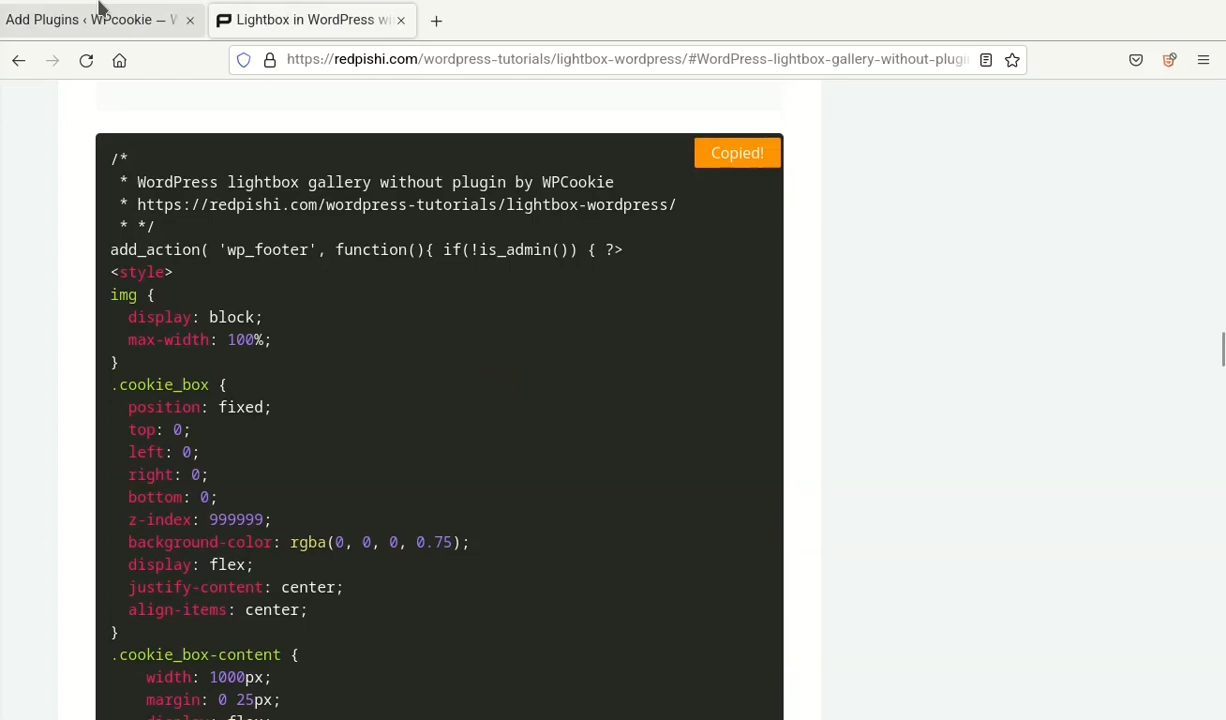 Add Plugins ‹ WPcookie — W
Lightbox in WordPress wi
https://redpishi.com/wordpress-tutorials/lightbox-wordpress/#WordPress-lightbox-gallery-without-plugi
Copied!
/*
* WordPress lightbox gallery without plugin by WPCookie
* https://redpishi.com/wordpress-tutorials/lightbox-wordpress/
* */
add_action( 'wp_footer', function(){ if(!is_admin()) { ?>
<style>
img {
display: block;
max-width: 100%;
}
.cookie_box {
position: fixed;
top: 0;
left: 0;
right: 0;
bottom: 0;
z-index: 999999;
background-color: rgba(0, 0, 0, 0.75);
display: flex;
justify-content: center;
align-items: center;
}
.cookie_box-content {
width: 1000px;
margin: 0 25px;
display: flex;